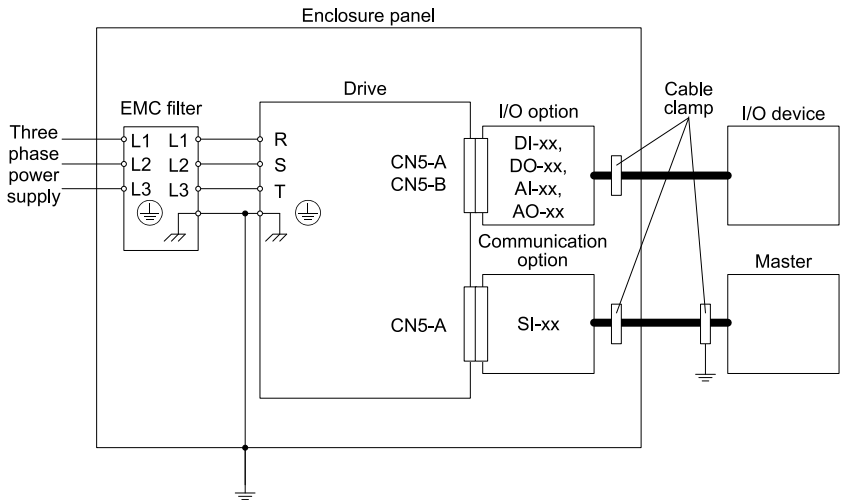 Enclosure panel
EMC filter
Drive
I/O option
Cable
clamp
I/O device
Three
phase
power
supply
L1 L1
L2 L2
L3 L3
R
S
T
CN5-A
CN5-B
DI-xx,
DO-xx,
AI-xx,
AO-xx
Communication
option
Master
CN5-A
SI-xx